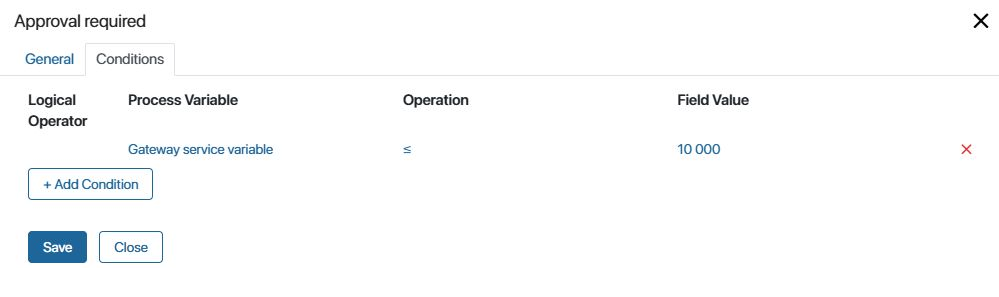 Approval required
General Conditions
Logical Operator Process Variable Operation Field Value
Gateway service variable ≤ 10 000
+ Add Condition
Save Close